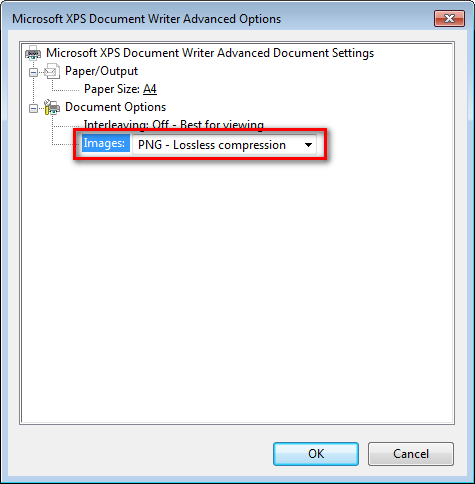 Microsoft XPS Document Writer Advanced Options
Microsoft XPS Document Writer Advanced Document Settings
Paper/Output
Paper Size: A4
Document Options
Interleaving: Off - Best for viewing
Images: PNG - Lossless compression
OK Cancel